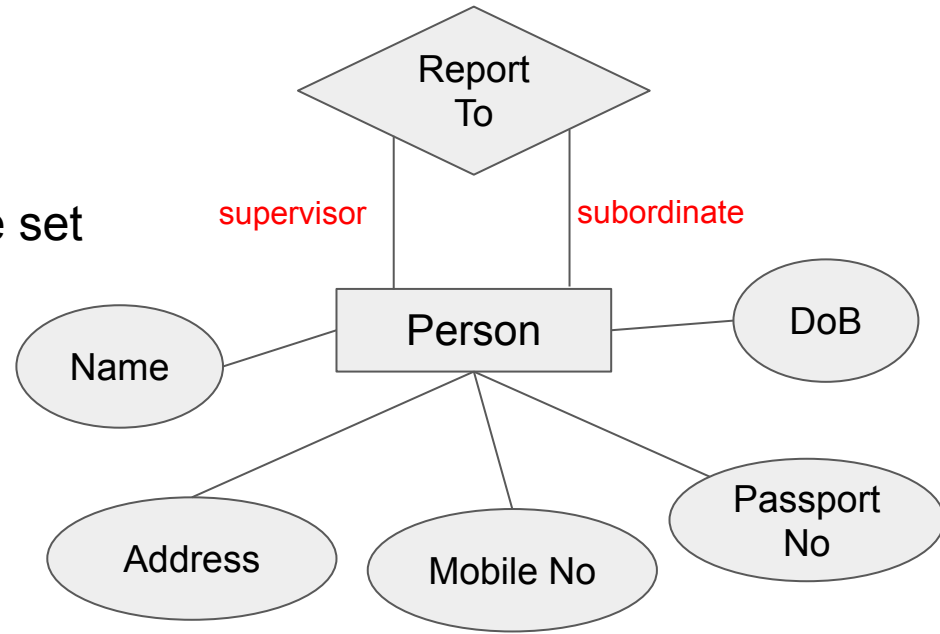 Report
To
supervisor
subordinate
set
Person
DoB
Name
Passport
No
Address
Mobile No